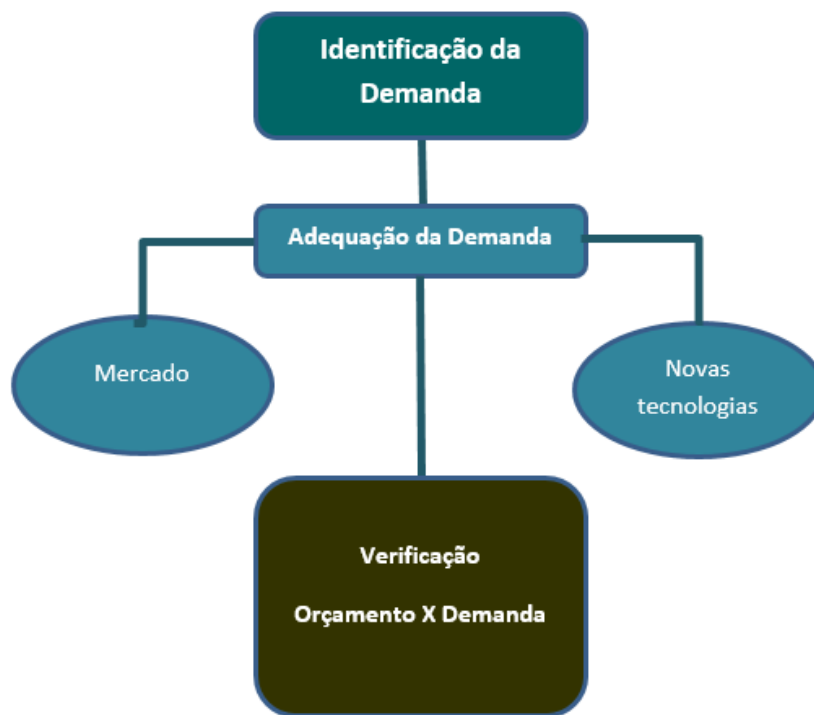 Identificação da
Demanda
Adequação da Demanda
Mercado
Novas
tecnologias
Verificação
Orçamento X Demanda